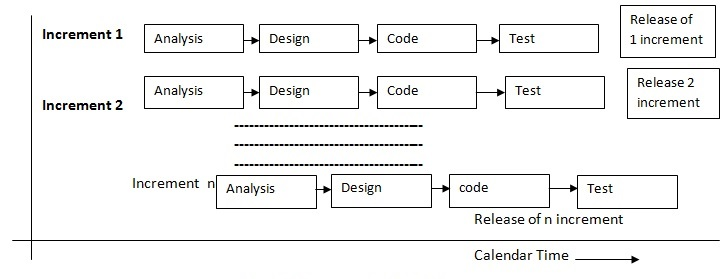 Increment 1
Analysis
Design
Code
Test
Release of
1 increment
Increment 2
Analysis
Design
Code
Test
Release 2
increment
Increment n
Analysis
Design
code
Test
Release of n increment
Calendar Time